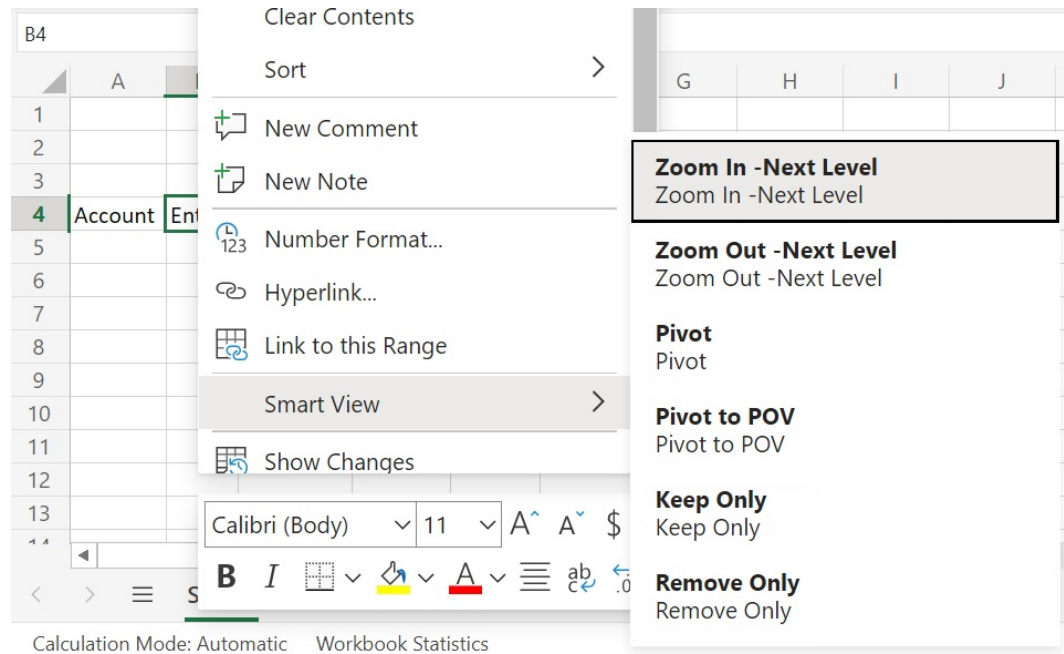 B4
Clear Contents
Sort
A G H I J
1
2
New Comment
3
New Note
4 Account Ent
5
Number Format...
6
Hyperlink...
7
8
Link to this Range
9
10
Smart View
11
Show Changes
12
13
Calibri (Body) 11 A A $
B I A ab c .0
Calculation Mode: Automatic Workbook Statistics
Zoom In -Next Level
Zoom In -Next Level
Zoom Out -Next Level
Zoom Out -Next Level
Pivot
Pivot
Pivot to POV
Pivot to POV
Keep Only
Keep Only
Remove Only
Remove Only